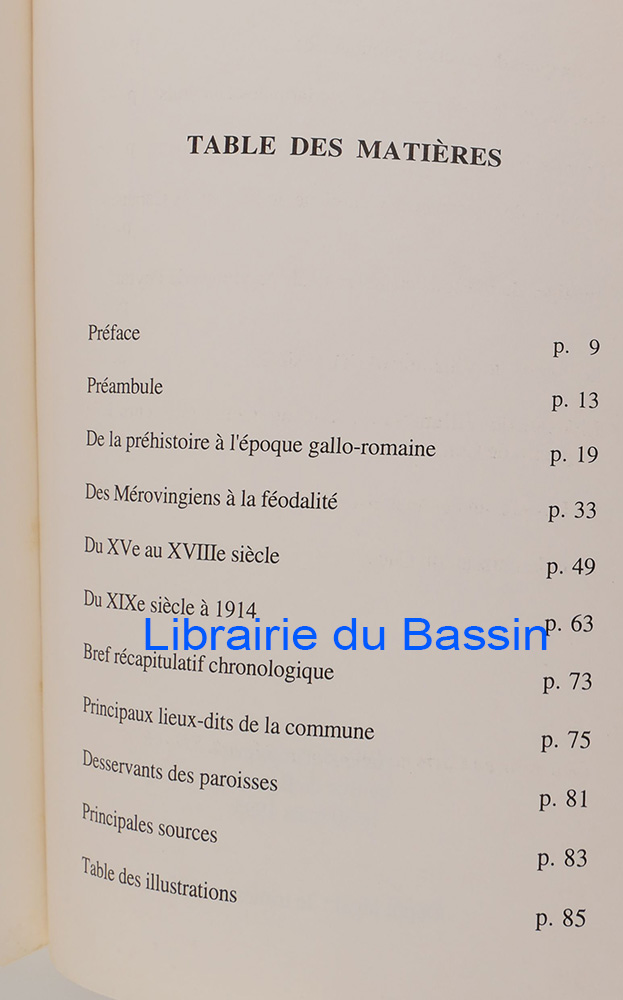 TABLE DES MATIÈRES
Préface p. 9
Préambule p. 13
De la préhistoire à l'époque gallo-romaine p. 19
Des Mérovingiens à la féodalité p. 33
Du XVe au XVIIIe siècle p. 49
Du XIXe siècle à 1914 p. 63
Librairie du Bassin
Bref récapitulatif chronologique p. 73
Principaux lieux-dits de la commune p. 75
Desservants des paroisses p. 81
Principales sources p. 83
Table des illustrations p. 85